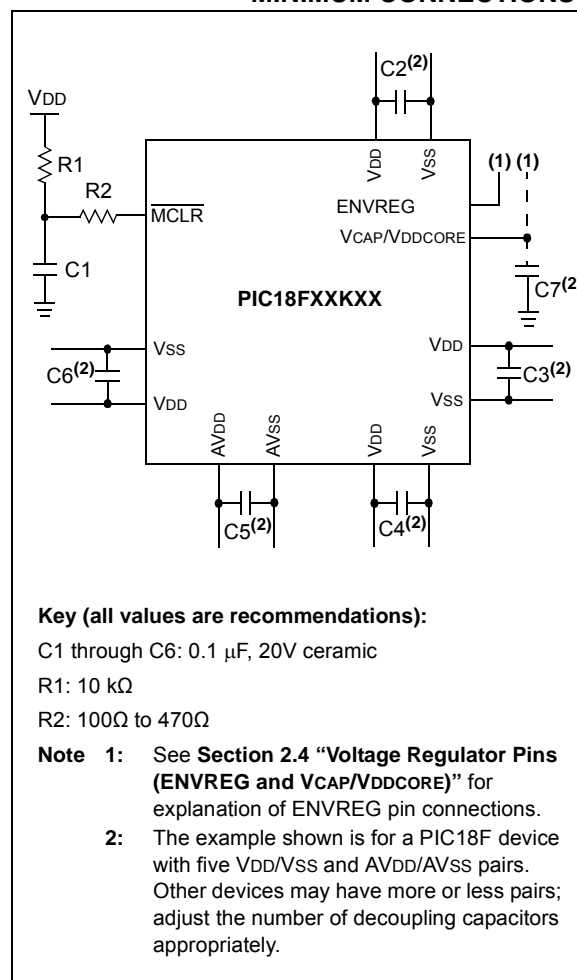 C2(2)
VDD
R1
R2
C1
MCLR
VDD
VSS
ENVREG
VCAP/VDDCORE
(1) (1)
C7(2
PIC18FXXKXX
VSS
C6(2)
VDD
VDD
C3(2)
VSS
AVDD
AVSS
VDD
VSS
C5(2)
C4(2)
Key (all values are recommendations):
C1 through C6: 0.1 μF, 20V ceramic
R1: 10 kΩ
R2: 100Ω to 470Ω
Note 1: See Section 2.4 “Voltage Regulator Pins
(ENVREG and VCAP/VDDCORE)” for
explanation of ENVREG pin connections.
2: The example shown is for a PIC18F device
with five VDD/VSS and AVDD/AVSS pairs.
Other devices may have more or less pairs;
adjust the number of decoupling capacitors
appropriately.